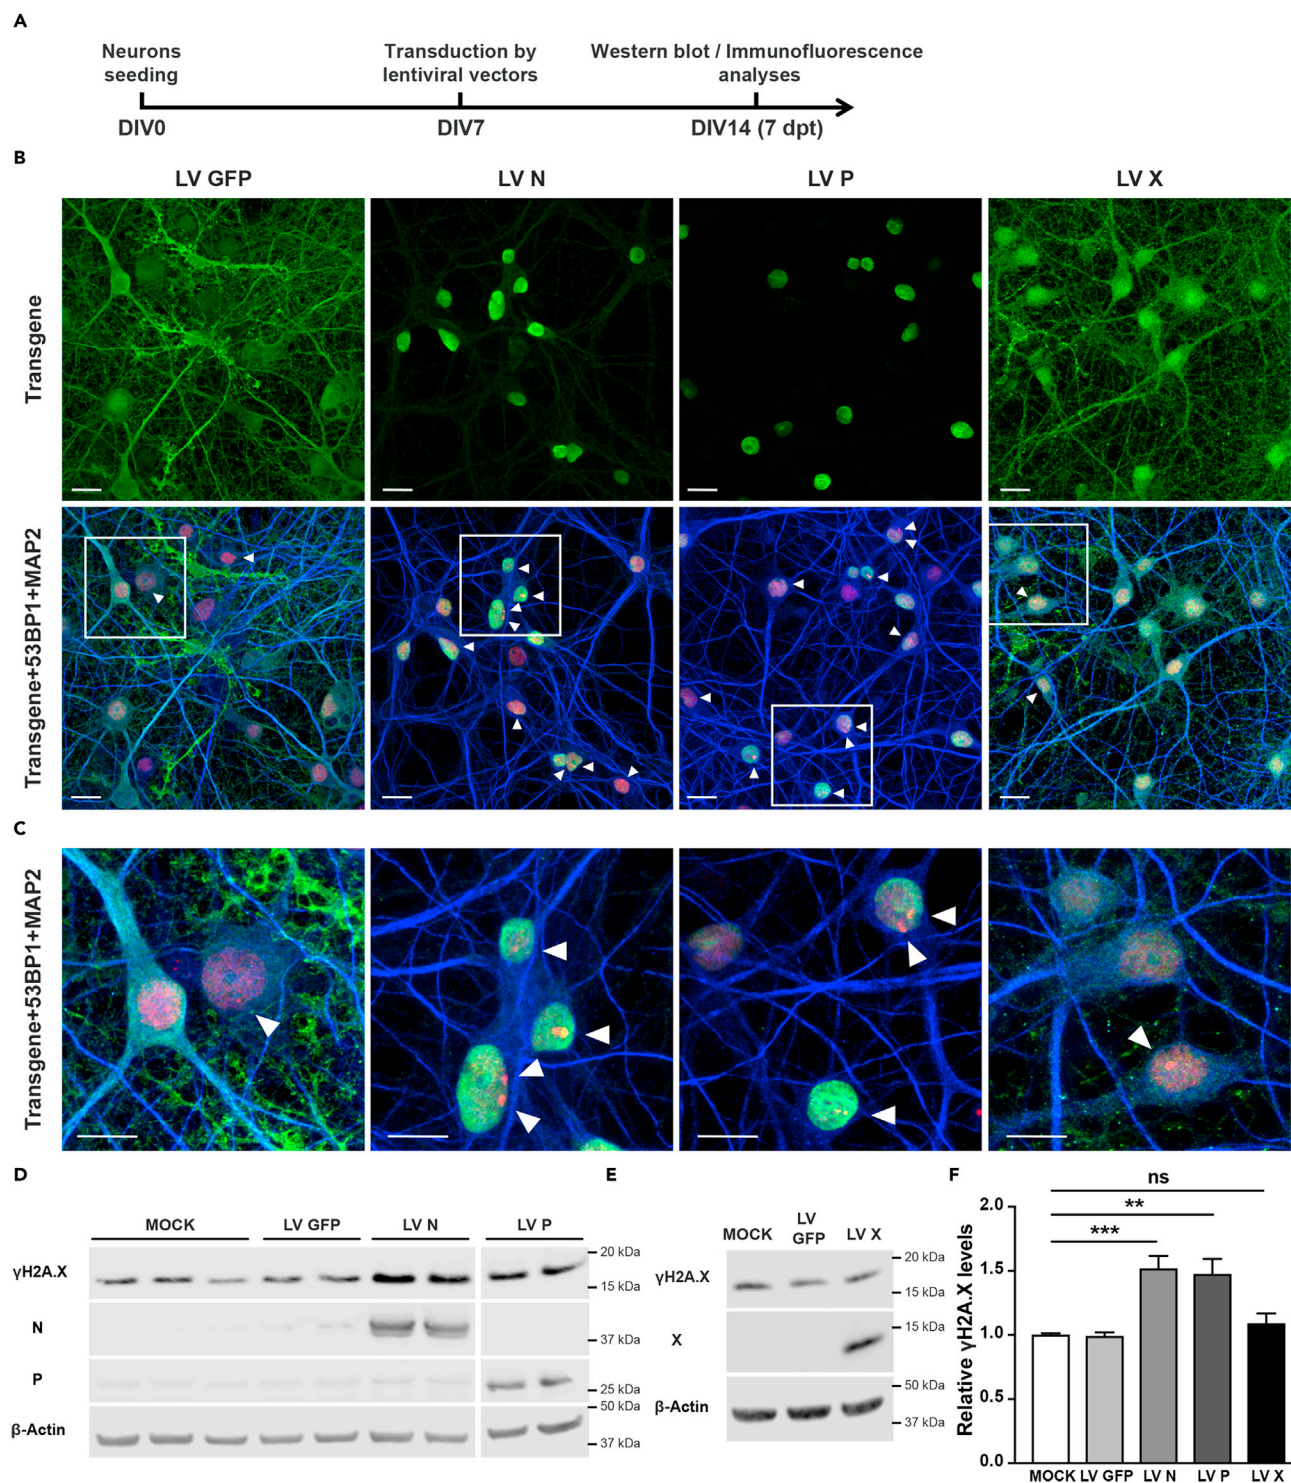 A
Neurons
seeding
Transduction by
lentiviral vectors
Western blot / Immunofluorescence
analyses
DIV0
DIV7
DIV14 (7 dpt)
B
LV GFP
LV N
LV P
LV X
Transgene
Transgene+53BP1+MAP2
C
Transgene+53BP1+MAP2
D
MOCK
LV GFP
LV N
LV P
γH2A.X
20 kDa
15 kDa
N
37 kDa
P
25 kDa
50 kDa
β-Actin
37 kDa
E
MOCK
LV
GFP
LV X
γH2A.X
20 kDa
15 kDa
X
15 kDa
50 kDa
β-Actin
37 kDa
F
ns
**
***
Relative γH2A.X levels
2.0
1.5
1.0
0.5
0.0
MOCK
LV GFP
LV N
LV P
LV X